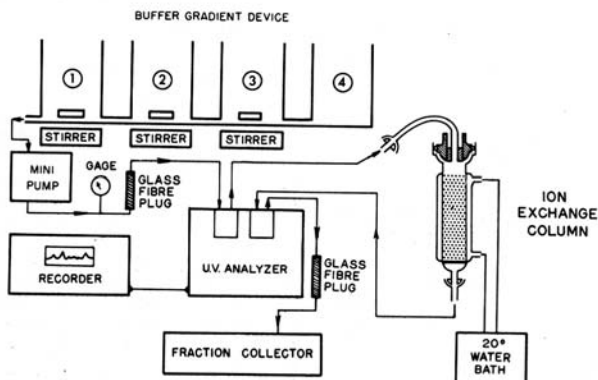 BUFFER GRADIENT DEVICE
1 2 3 4
STIRRER STIRRER STIRRER
MINI
PUMP
GAGE
GLASS
FIBRE
PLUG
ION
EXCHANGE
COLUMN
RECORDER
U.V. ANALYZER
GLASS
FIBRE
PLUG
FRACTION COLLECTOR
20°
WATER
BATH